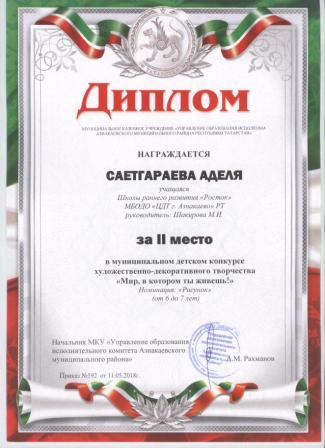 ДИПЛОМ
МУНИЦИПАЛЬНОЕ КАЗЕННОЕ УЧРЕЖДЕНИЕ «УПРАВЛЕНИЕ ОБРАЗОВАНИЯ ИСПОЛКОМА
АЗНАКАЕВСКОГО МУНИЦИПАЛЬНОГО РАЙОНА РЕСПУБЛИКИ ТАТАРСТАН»
НАГРАЖДАЕТСЯ
САЕТГАРАЕВА АДЕЛЯ
учащаяся
Школы раннего развития «Росток»
МБОДО «ЦДТ г. Азнакаево» РТ
руководитель: Шакирова М.И.
за II место
в муниципальном детском конкурсе
художественно-декоративного творчества
«Мир, в котором ты живешь!»
Номинация: «Рисунок»
(от 6 до 7 лет)
Начальник МКУ «Управление образования
исполнительного комитета Азнакаевского
муниципального района»
А.М. Рахманов
Приказ №592 от 11.05.2018г.